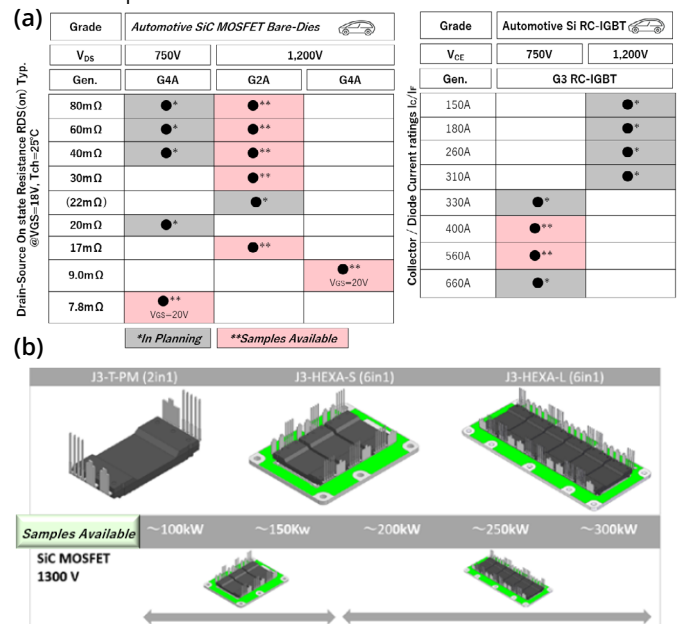 (a)
Grade Automotive SiC MOSFET Bare-Dies
VDS 750V 1,200V
Gen. G4A G2A G4A
Drain-Source On state Resistance RDS(on) Typ.
@VGS=18V, Tch=25℃
80mΩ ●* ●**
60mΩ ●* ●**
40mΩ ●* ●**
30mΩ ●**
(22mΩ) ●*
20mΩ ●*
17mΩ ●**
9.0mΩ ●**
VGS=20V
7.8mΩ ●**
VGS=20V
*In Planning **Samples Available
Grade Automotive Si RC-IGBT
VCE 750V 1,200V
Gen. G3 RC-IGBT
Collector / Diode Current ratings IC/IF
150A ●*
180A ●*
260A ●*
310A ●*
330A ●*
400A ●**
560A ●**
660A ●*
(b)
J3-T-PM (2in1) J3-HEXA-S (6in1) J3-HEXA-L (6in1)
Samples Available ～100kW ～150Kw ～200kW ～250kW ～300kW
SiC MOSFET
1300 V